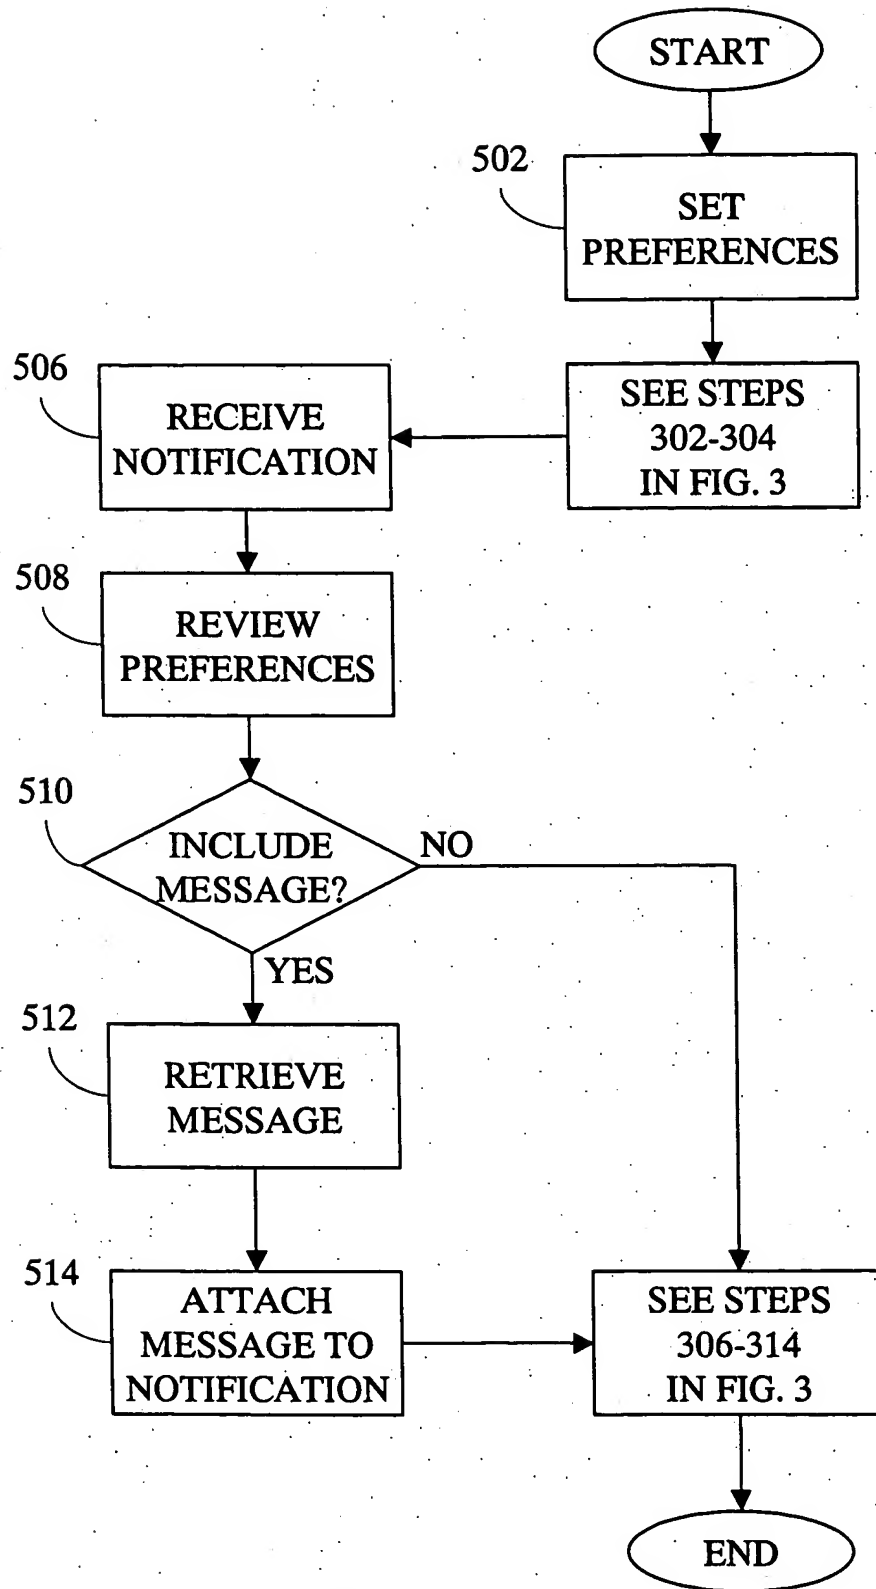 START
502
SET
PREFERENCES
506
RECEIVE
NOTIFICATION
SEE STEPS
302-304
IN FIG. 3
508
REVIEW
PREFERENCES
510
INCLUDE
MESSAGE?
NO
YES
512
RETRIEVE
MESSAGE
514
ATTACH
MESSAGE TO
NOTIFICATION
SEE STEPS
306-314
IN FIG. 3
END